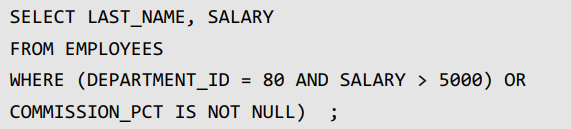 SELECT LAST_NAME, SALARY
FROM EMPLOYEES
WHERE (DEPARTMENT_ID = 80 AND SALARY > 5000) OR
COMMISSION_PCT IS NOT NULL)  ;